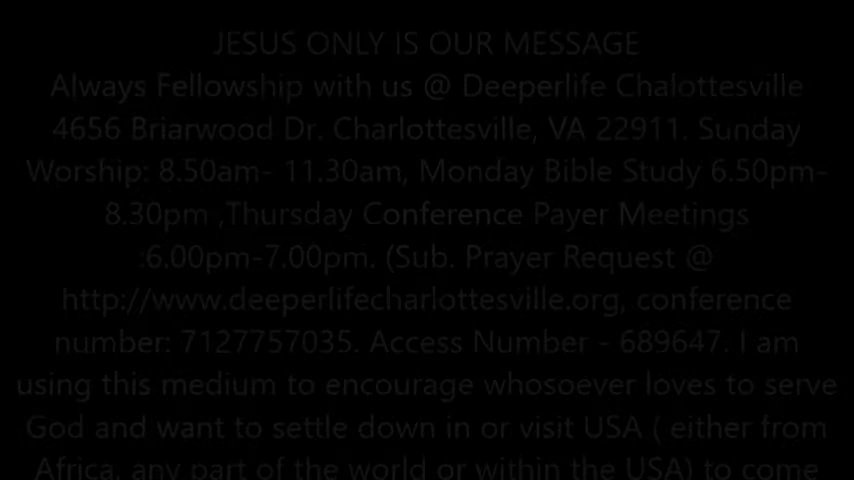 JESUS ONLY IS OUR MESSAGE
Always Fellowship with us @ Deeperlife Chalottesville
4656 Briarwood Dr. Charlottesville, VA 22911. Sunday
Worship: 8.50am- 11.30am, Monday Bible Study 6.50pm-
8.30pm ,Thursday Conference Payer Meetings
:6.00pm-7.00pm. (Sub. Prayer Request @
http://www.deeperlifecharlottesville.org, conference
number: 7127757035. Access Number - 689647. I am
using this medium to encourage whosoever loves to serve
God and want to settle down in or visit USA ( either from
Africa, any part of the world or within the USA) to come